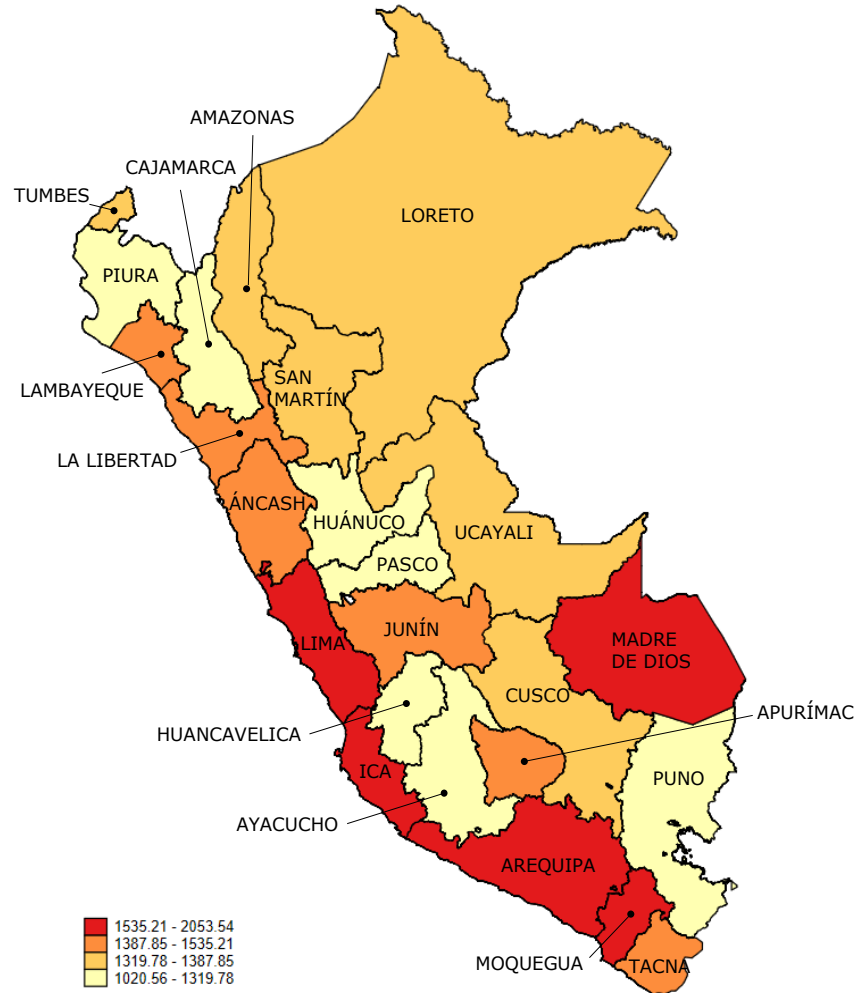 AMAZONAS
CAJAMARCA
TUMBES
LORETO
PIURA
LAMBAYEQUE
SAN
MARTÍN
LA LIBERTAD
ÁNCASH
HUÁNUCO
UCAYALI
PASCO
JUNÍN
LIMA
MADRE
DE DIOS
CUSCO
APURÍMAC
HUANCAVELICA
ICA
PUNO
AYACUCHO
AREQUIPA
MOQUEGUA
TACNA
1535.21 - 2053.54
1387.85 - 1535.21
1319.78 - 1387.85
1020.56 - 1319.78